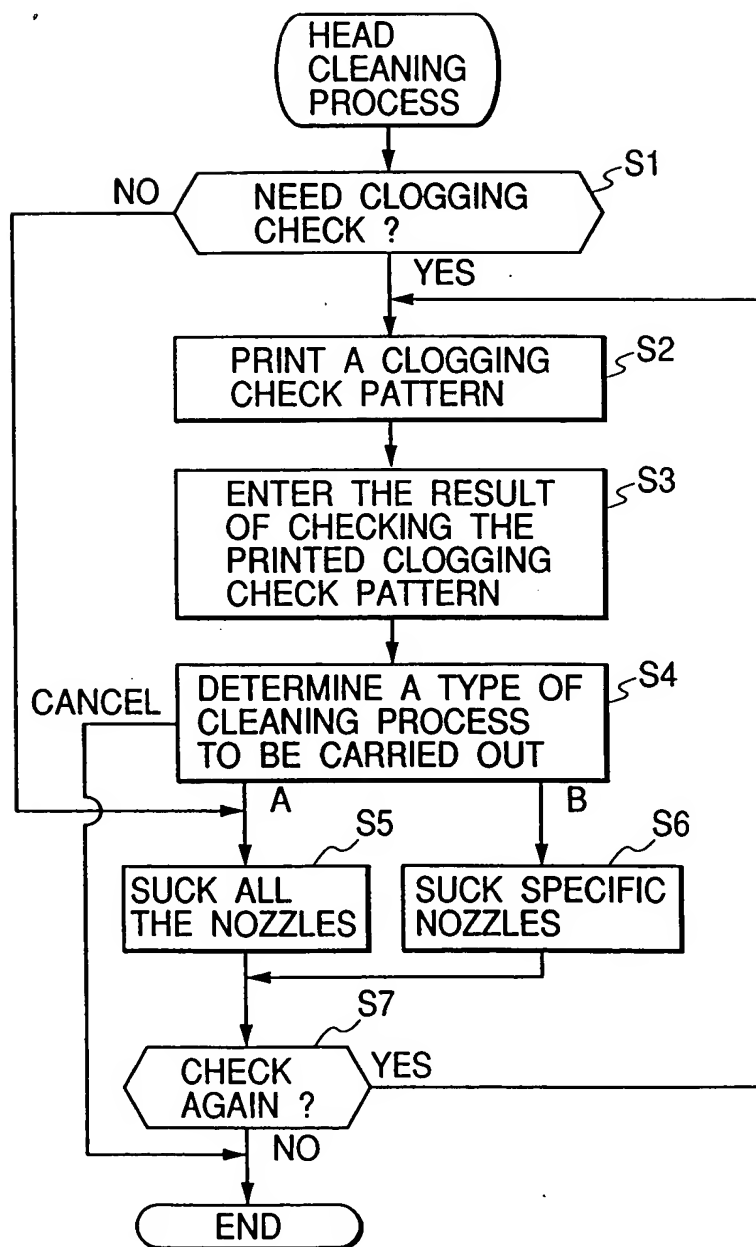 HEAD
CLEANING
PROCESS
S1
NO
NEED CLOGGING
CHECK ?
YES
S2
PRINT A CLOGGING
CHECK PATTERN
S3
ENTER THE RESULT
OF CHECKING THE
PRINTED CLOGGING
CHECK PATTERN
S4
CANCEL
DETERMINE A TYPE OF
CLEANING PROCESS
TO BE CARRIED OUT
A
B
S5
SUCK ALL
THE NOZZLES
S6
SUCK SPECIFIC
NOZZLES
S7
CHECK
AGAIN ?
YES
NO
END